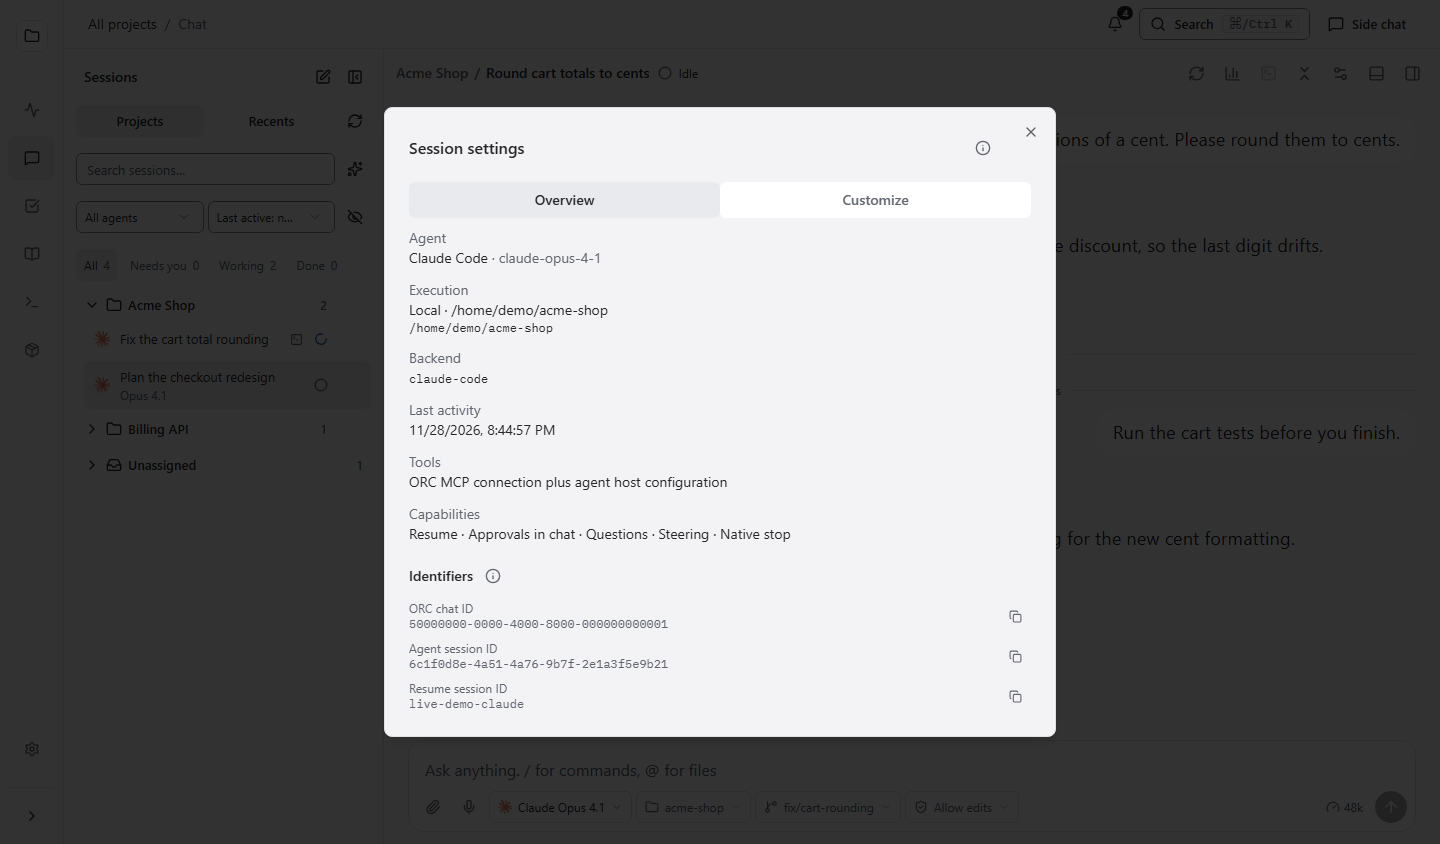 All projects / Chat
4
Search ⌘/Ctrl K
Side chat
Sessions
Projects
Recents
Search sessions...
All agents
Last active: n...
All 4
Needs you 0
Working 2
Done 0
Acme Shop 2
Fix the cart total rounding
Plan the checkout redesign
Opus 4.1
Billing API 1
Unassigned 1
Acme Shop / Round cart totals to cents Idle
ions of a cent. Please round them to cents.
e discount, so the last digit drifts.
s
Run the cart tests before you finish.
g for the new cent formatting.
Session settings
Overview
Customize
Agent
Claude Code · claude-opus-4-1
Execution
Local · /home/demo/acme-shop
/home/demo/acme-shop
Backend
claude-code
Last activity
11/28/2026, 8:44:57 PM
Tools
ORC MCP connection plus agent host configuration
Capabilities
Resume · Approvals in chat · Questions · Steering · Native stop
Identifiers
ORC chat ID
50000000-0000-4000-8000-000000000001
Agent session ID
6c1f0d8e-4a51-4a76-9b7f-2e1a3f5e9b21
Resume session ID
live-demo-claude
Ask anything. / for commands, @ for files
Claude Opus 4.1
acme-shop
fix/cart-rounding
Allow edits
48k